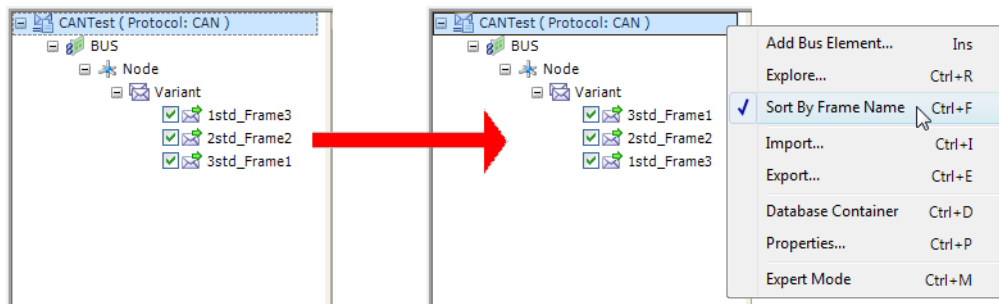 CANTest ( Protocol: CAN )
BUS
Node
Variant
1std_Frame3
2std_Frame2
3std_Frame1
CANTest ( Protocol: CAN )
BUS
Node
Variant
3std_Frame1
2std_Frame2
1std_Frame3
Add Bus Element... Ins
Explore... Ctrl+R
Sort By Frame Name Ctrl+F
Import... Ctrl+I
Export... Ctrl+E
Database Container Ctrl+D
Properties... Ctrl+P
Expert Mode Ctrl+M